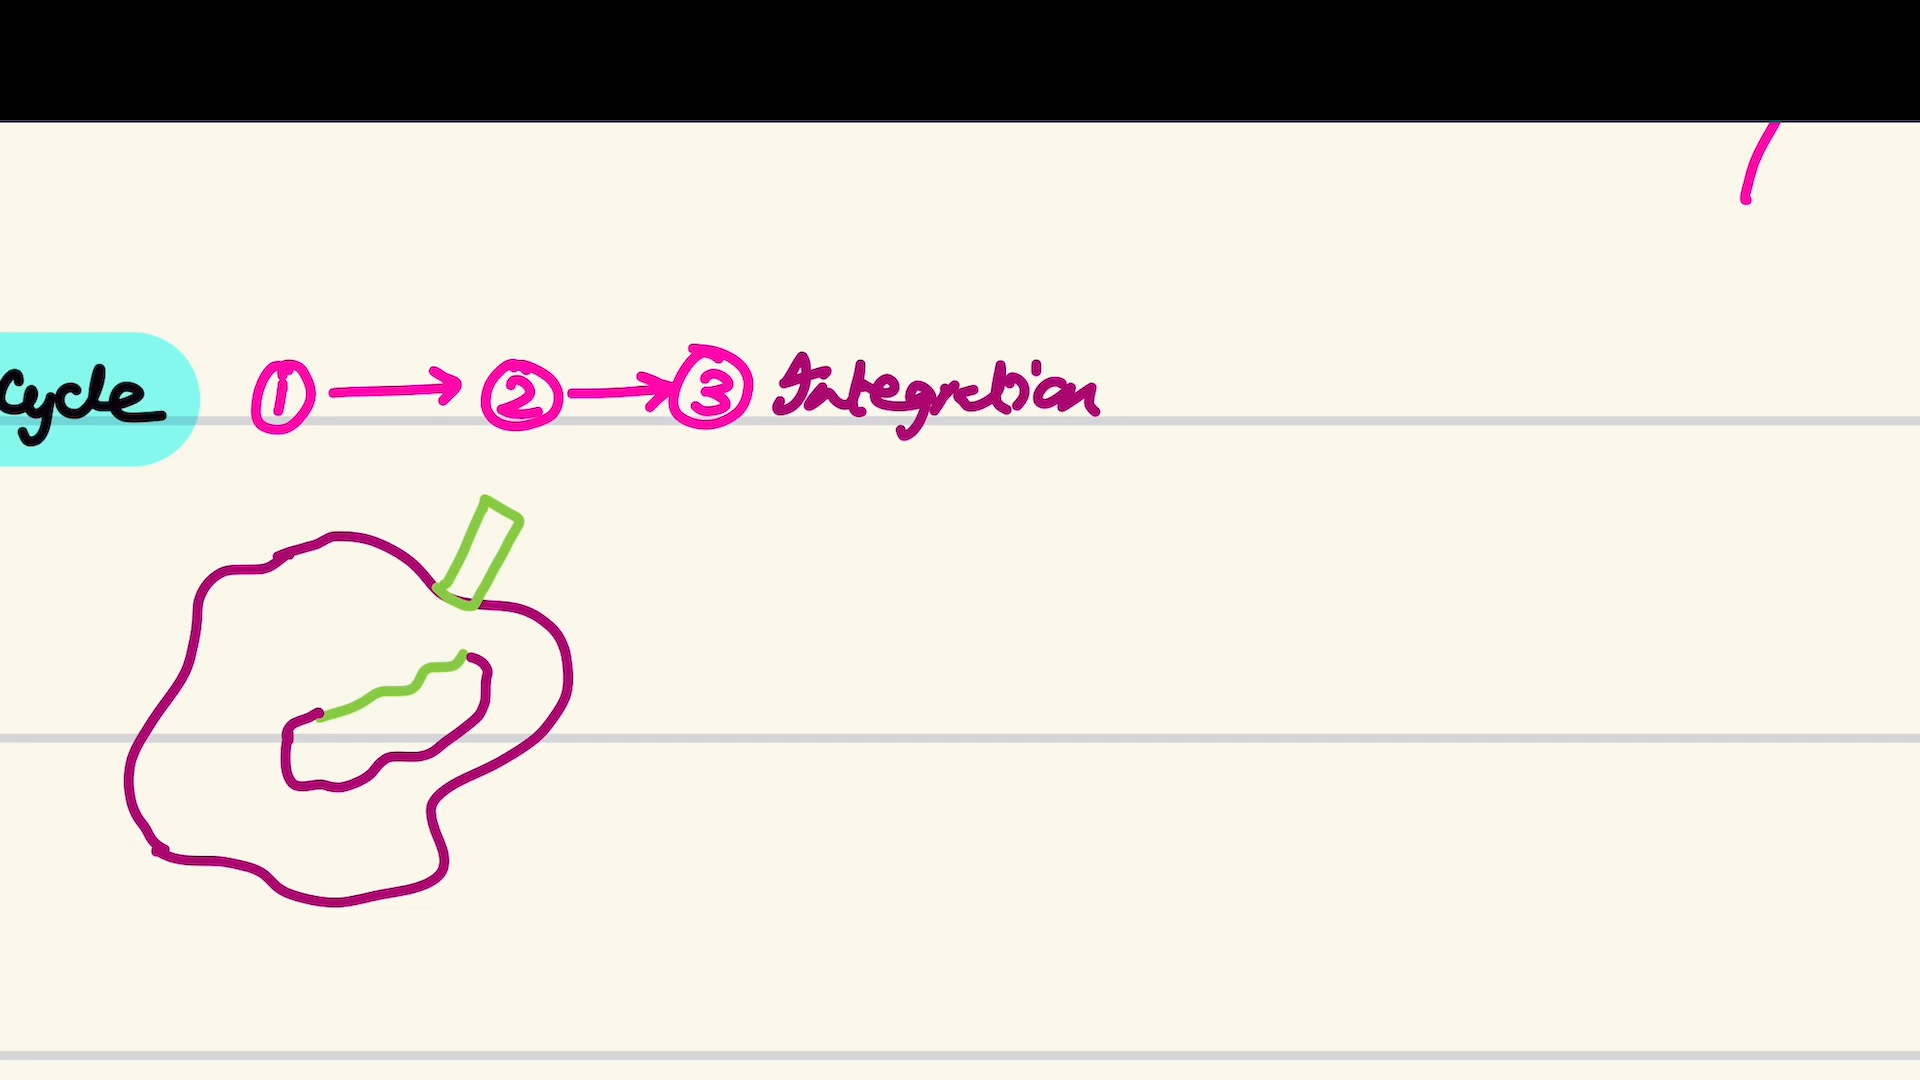 Cycle ① → ② → ③ Integration